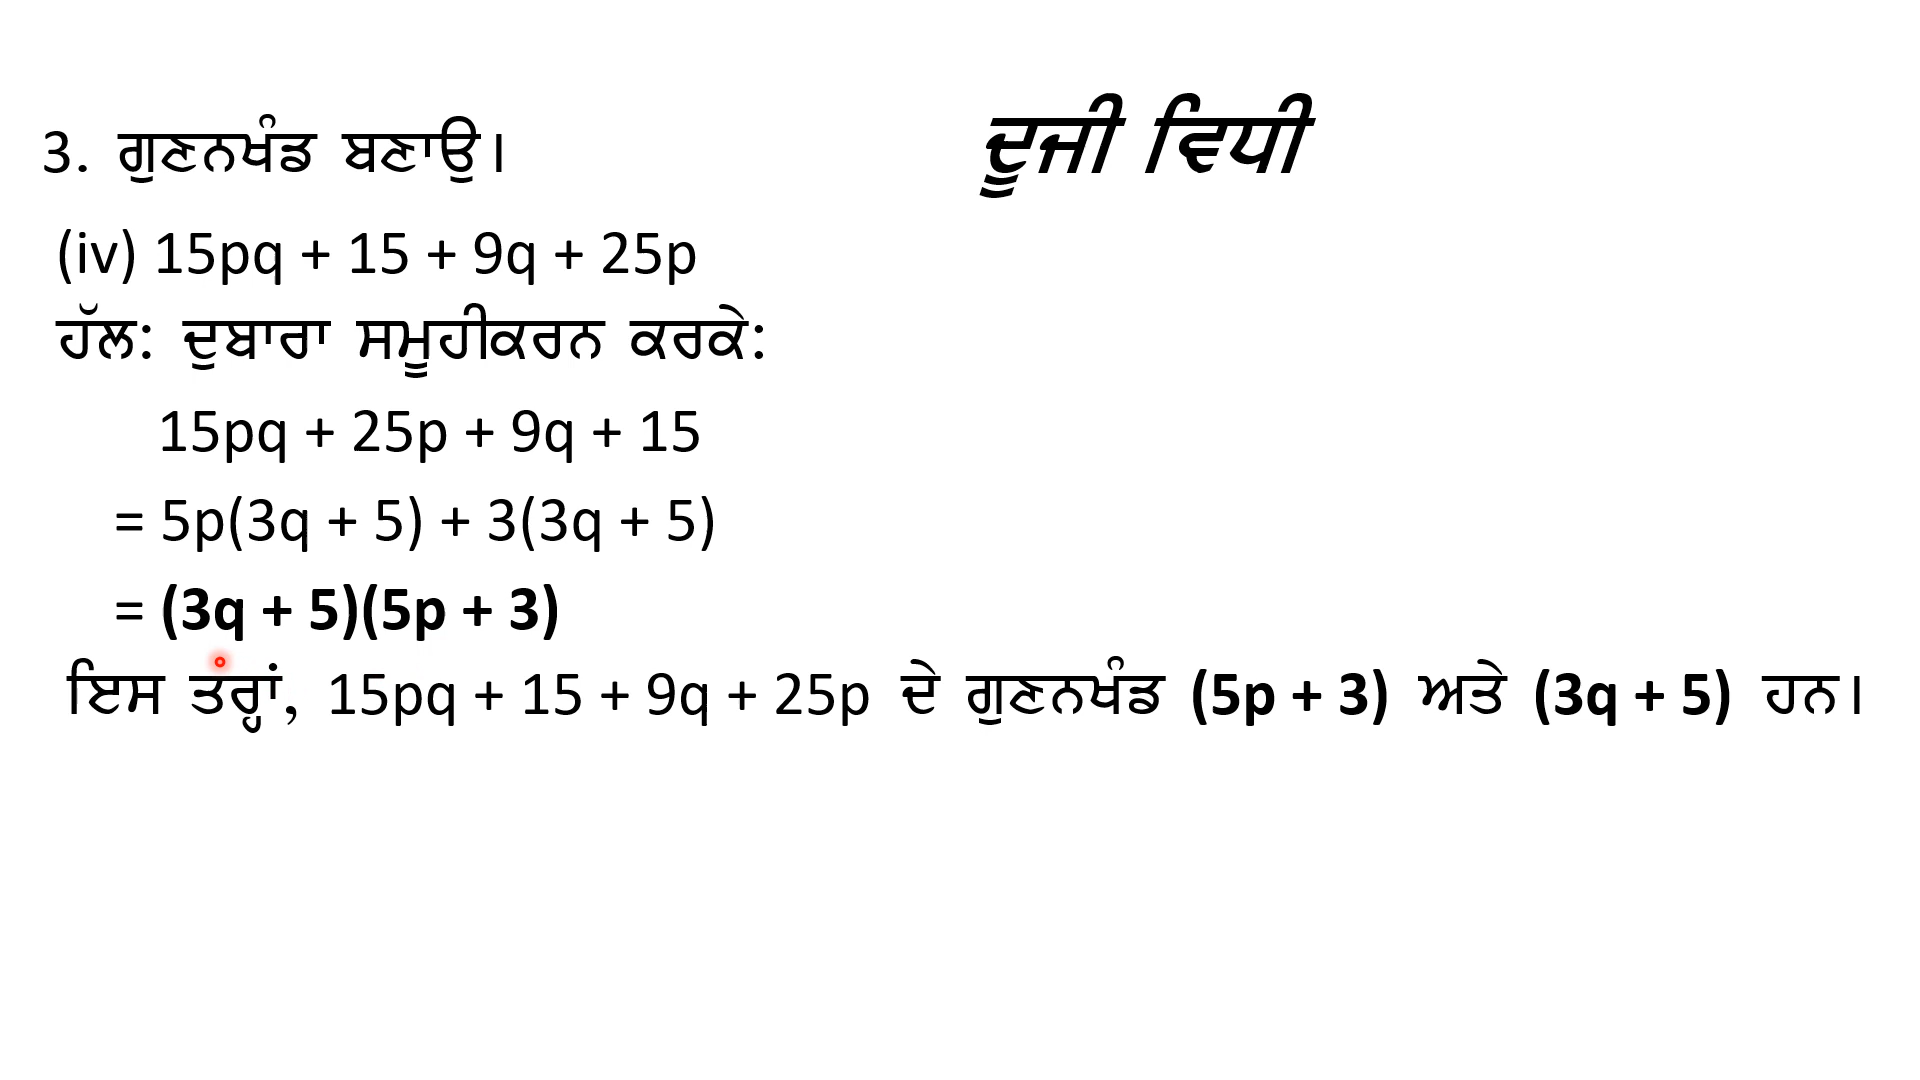 3. ਗੁਣਨਖੰਡ ਬਣਾਉ।
ਦੂਜੀ ਵਿਧੀ
(iv) 15pq + 15 + 9q + 25p
ਹੱਲ: ਦੁਬਾਰਾ ਸਮੂਹੀਕਰਨ ਕਰਕੇ:
15pq + 25p + 9q + 15
= 5p(3q + 5) + 3(3q + 5)
= (3q + 5)(5p + 3)
ਇਸ ਤਰ੍ਹਾਂ, 15pq + 15 + 9q + 25p ਦੇ ਗੁਣਨਖੰਡ (5p + 3) ਅਤੇ (3q + 5) ਹਨ।